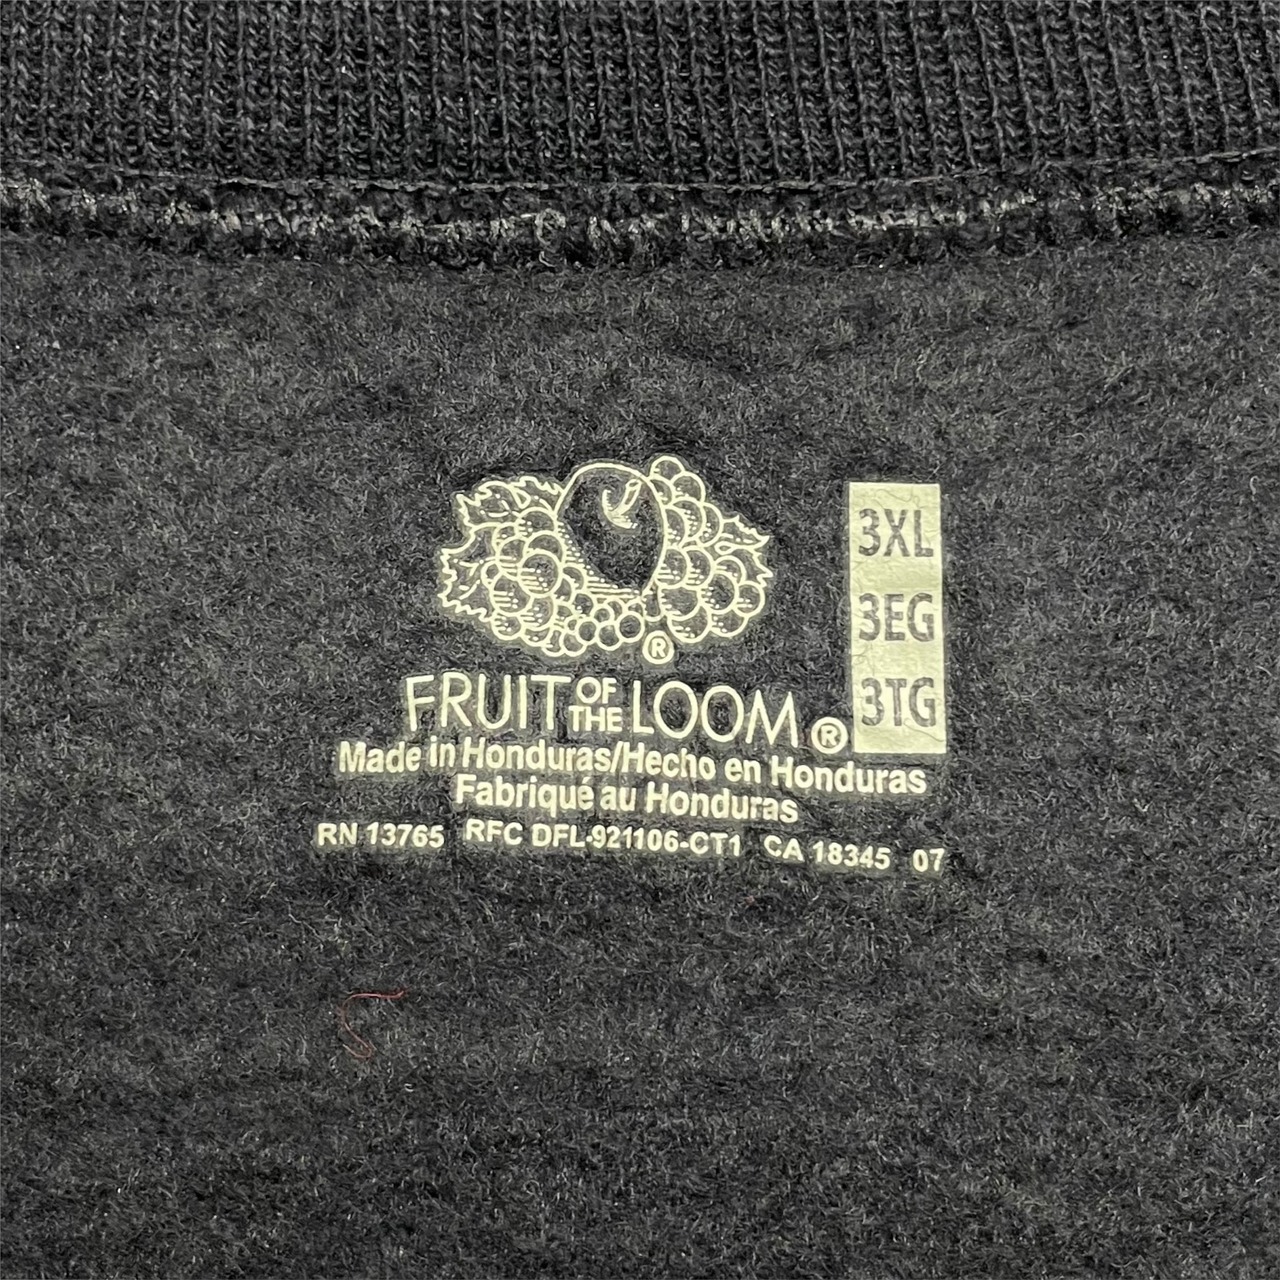 ®
FRUIT OF THE LOOM ®
3XL
3EG
3TG
Made in Honduras/Hecho en Honduras
Fabriqué au Honduras
RN 13765 RFC DFL-921106-CT1 CA 18345 07